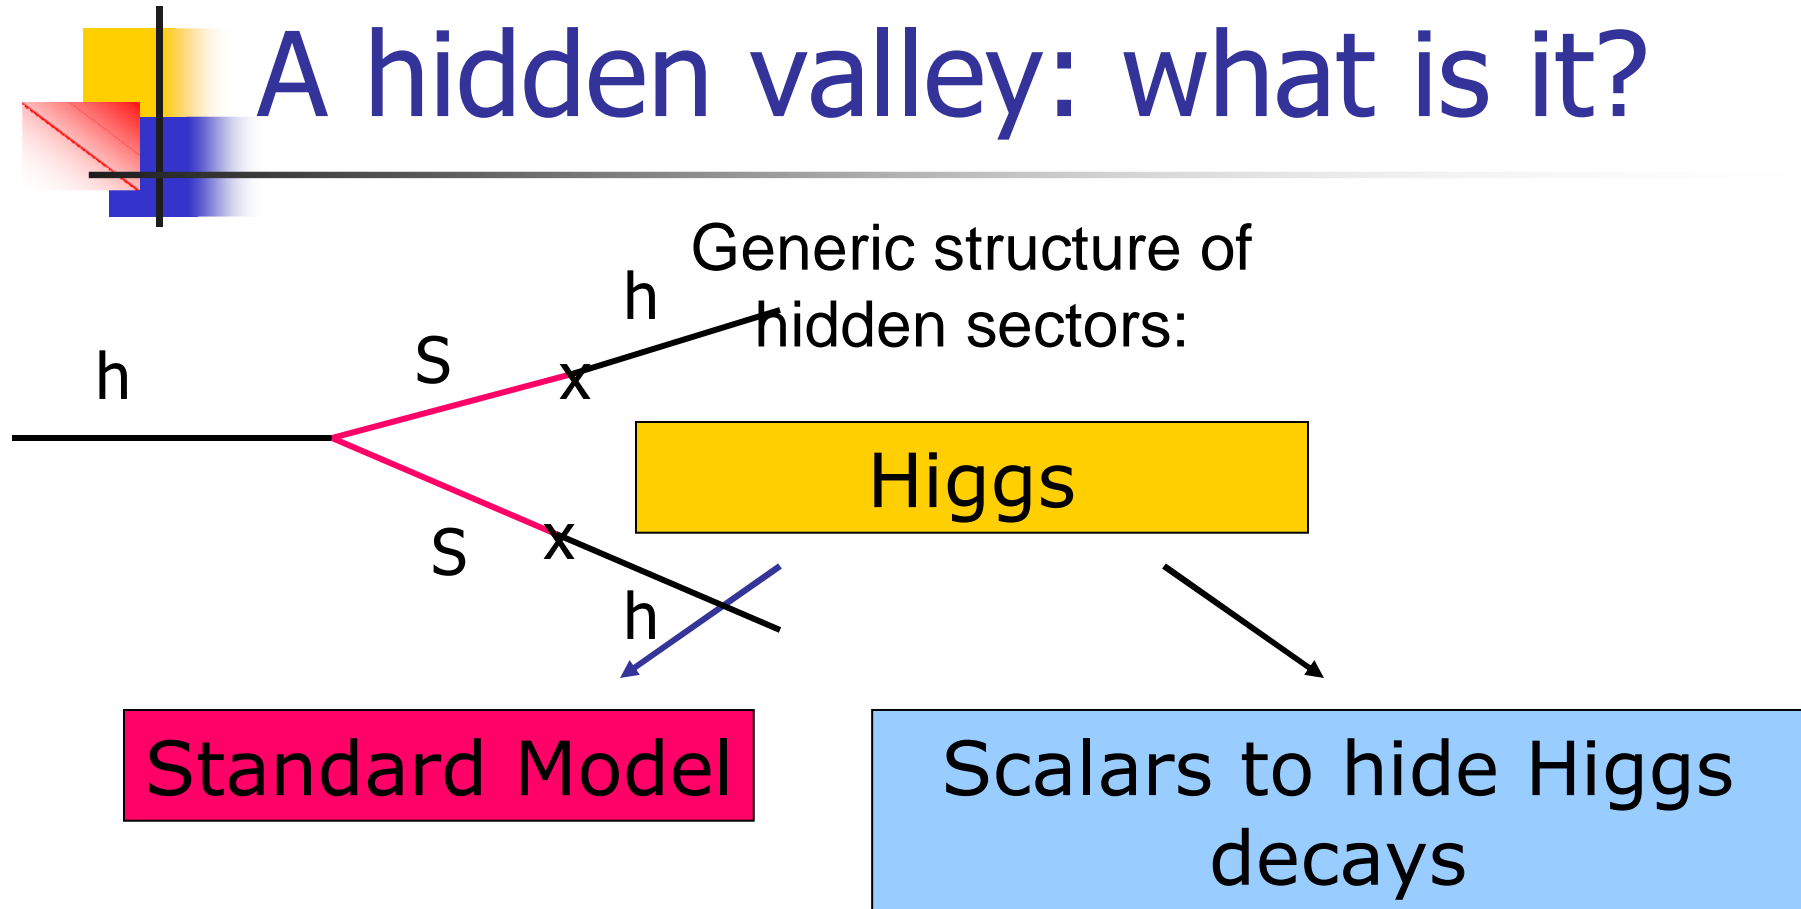 A hidden valley: what is it?
Generic structure of
hidden sectors:
h
S
h
x
h
S
x
h
Higgs
Standard Model
Scalars to hide Higgs
decays